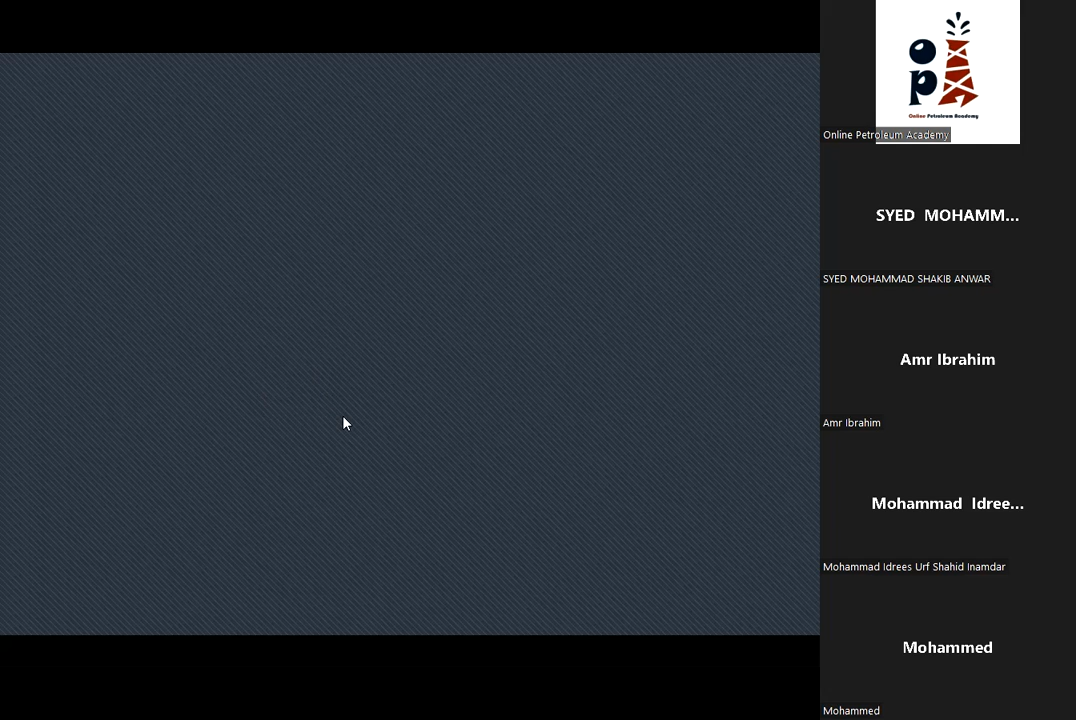 op
Online Petroleum Academy
Online Petroleum Academy
SYED MOHAMM...
SYED MOHAMMAD SHAKIB ANWAR
Amr Ibrahim
Amr Ibrahim
Mohammad Idree...
Mohammad Idrees Urf Shahid Inamdar
Mohammed
Mohammed